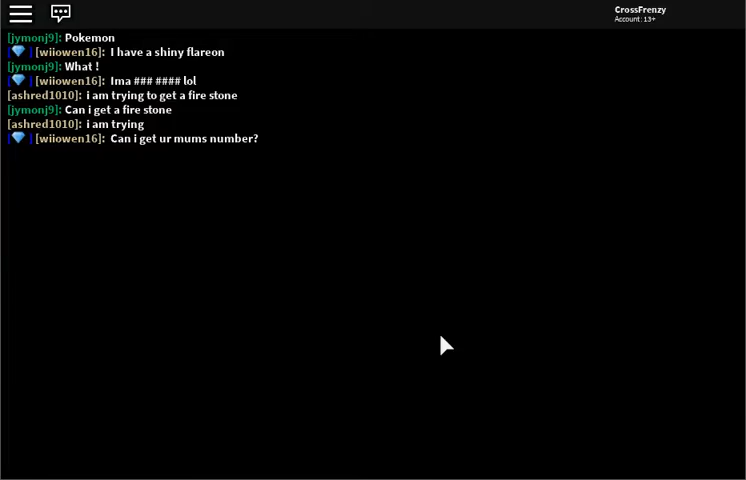 CrossFrenzy
Account: 13+
[jymonj9]: Pokemon
[💎] [wiiowen16]: I have a shiny flareon
[jymonj9]: What !
[💎] [wiiowen16]: Ima ### #### lol
[ashred1010]: i am trying to get a fire stone
[jymonj9]: Can i get a fire stone
[ashred1010]: i am trying
[💎] [wiiowen16]: Can i get ur mums number?